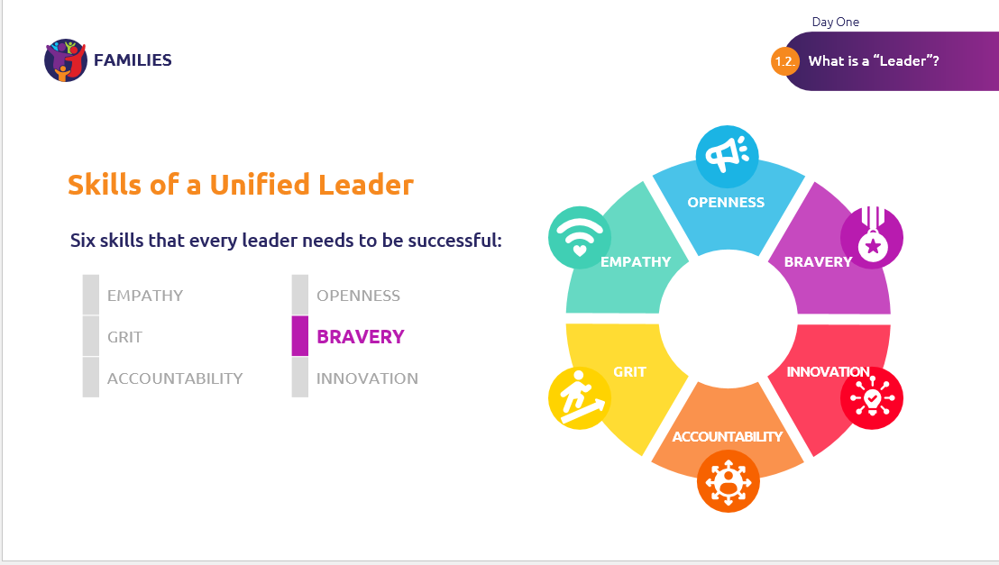 Day One
FAMILIES
1.2.
What is a “Leader”?
Skills of a Unified Leader
Six skills that every leader needs to be successful:
EMPATHY
GRIT
ACCOUNTABILITY
OPENNESS
BRAVERY
INNOVATION
OPENNESS
EMPATHY
BRAVERY
GRIT
INNOVATION
ACCOUNTABILITY